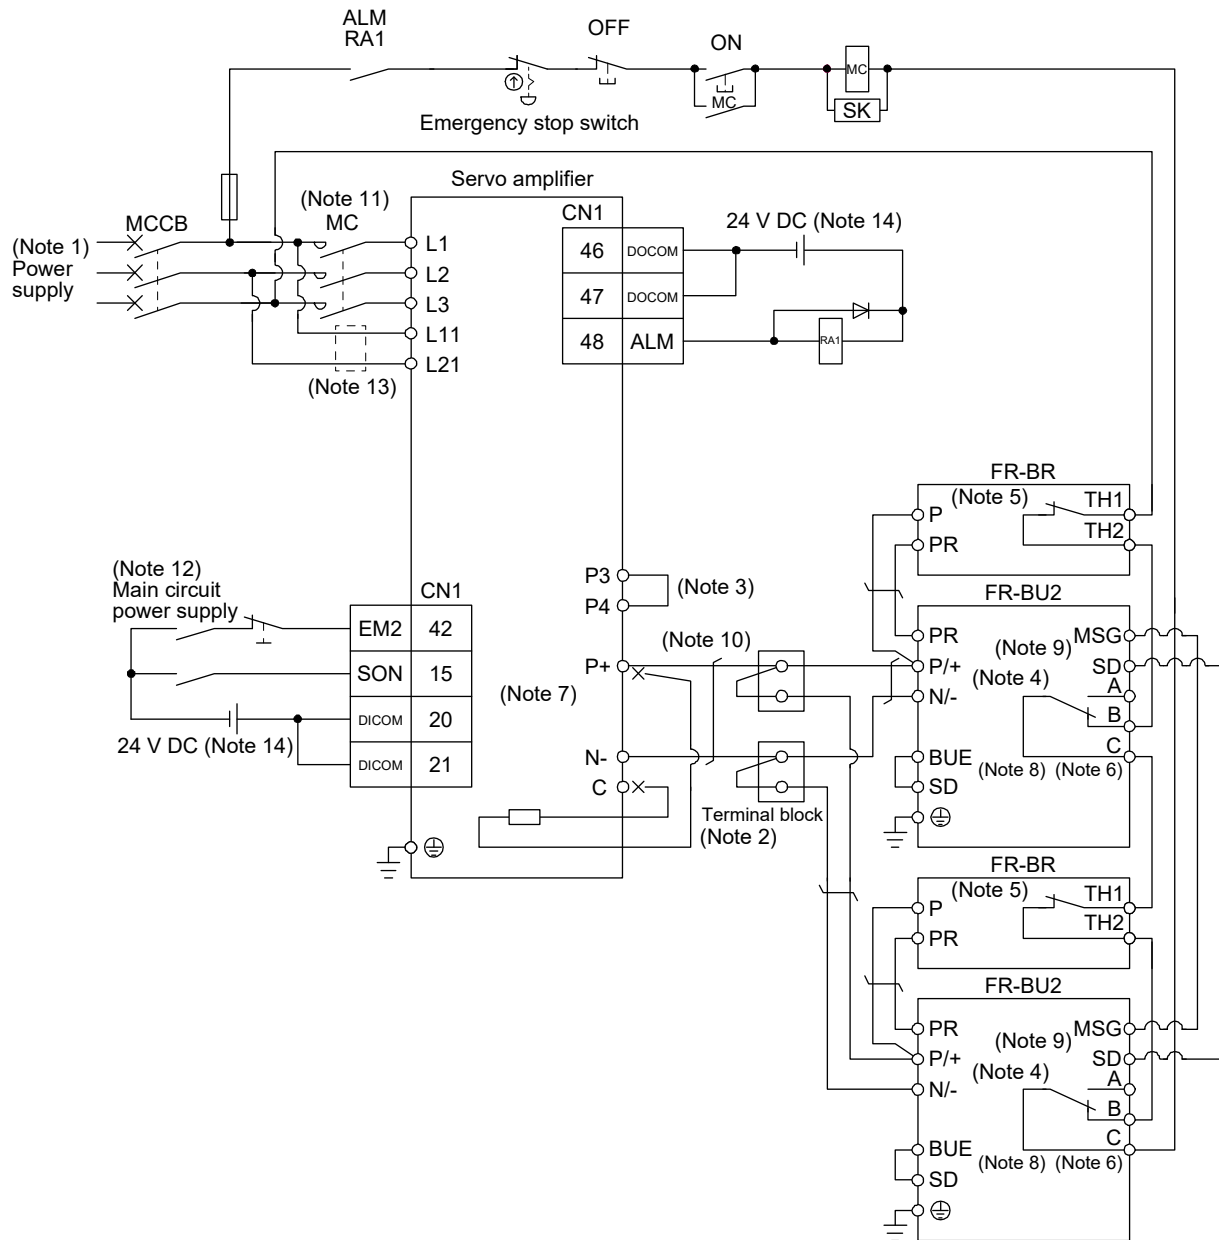 ALM
RA1
OFF
ON
MC
MC
SK
Emergency stop switch
Servo amplifier
(Note 11)
MC
MCCB
(Note 1)
Power
supply
L1
L2
L3
L11
L21
(Note 13)
CN1
46 DOCOM
47 DOCOM
48 ALM
24 V DC (Note 14)
RA1
FR-BR
(Note 5)
P
PR
TH1
TH2
(Note 12)
Main circuit
power supply
CN1
EM2 42
SON 15
DICOM 20
DICOM 21
24 V DC (Note 14)
P3
P4
(Note 3)
P+
(Note 10)
(Note 7)
N-
C
Terminal block
(Note 2)
FR-BU2
PR
P/+
N/-
(Note 9)
(Note 4)
MSG
SD
A
B
C
BUE
SD
(Note 8) (Note 6)
FR-BR
(Note 5)
P
PR
TH1
TH2
FR-BU2
PR
P/+
N/-
(Note 9)
(Note 4)
MSG
SD
A
B
C
BUE
SD
(Note 8) (Note 6)